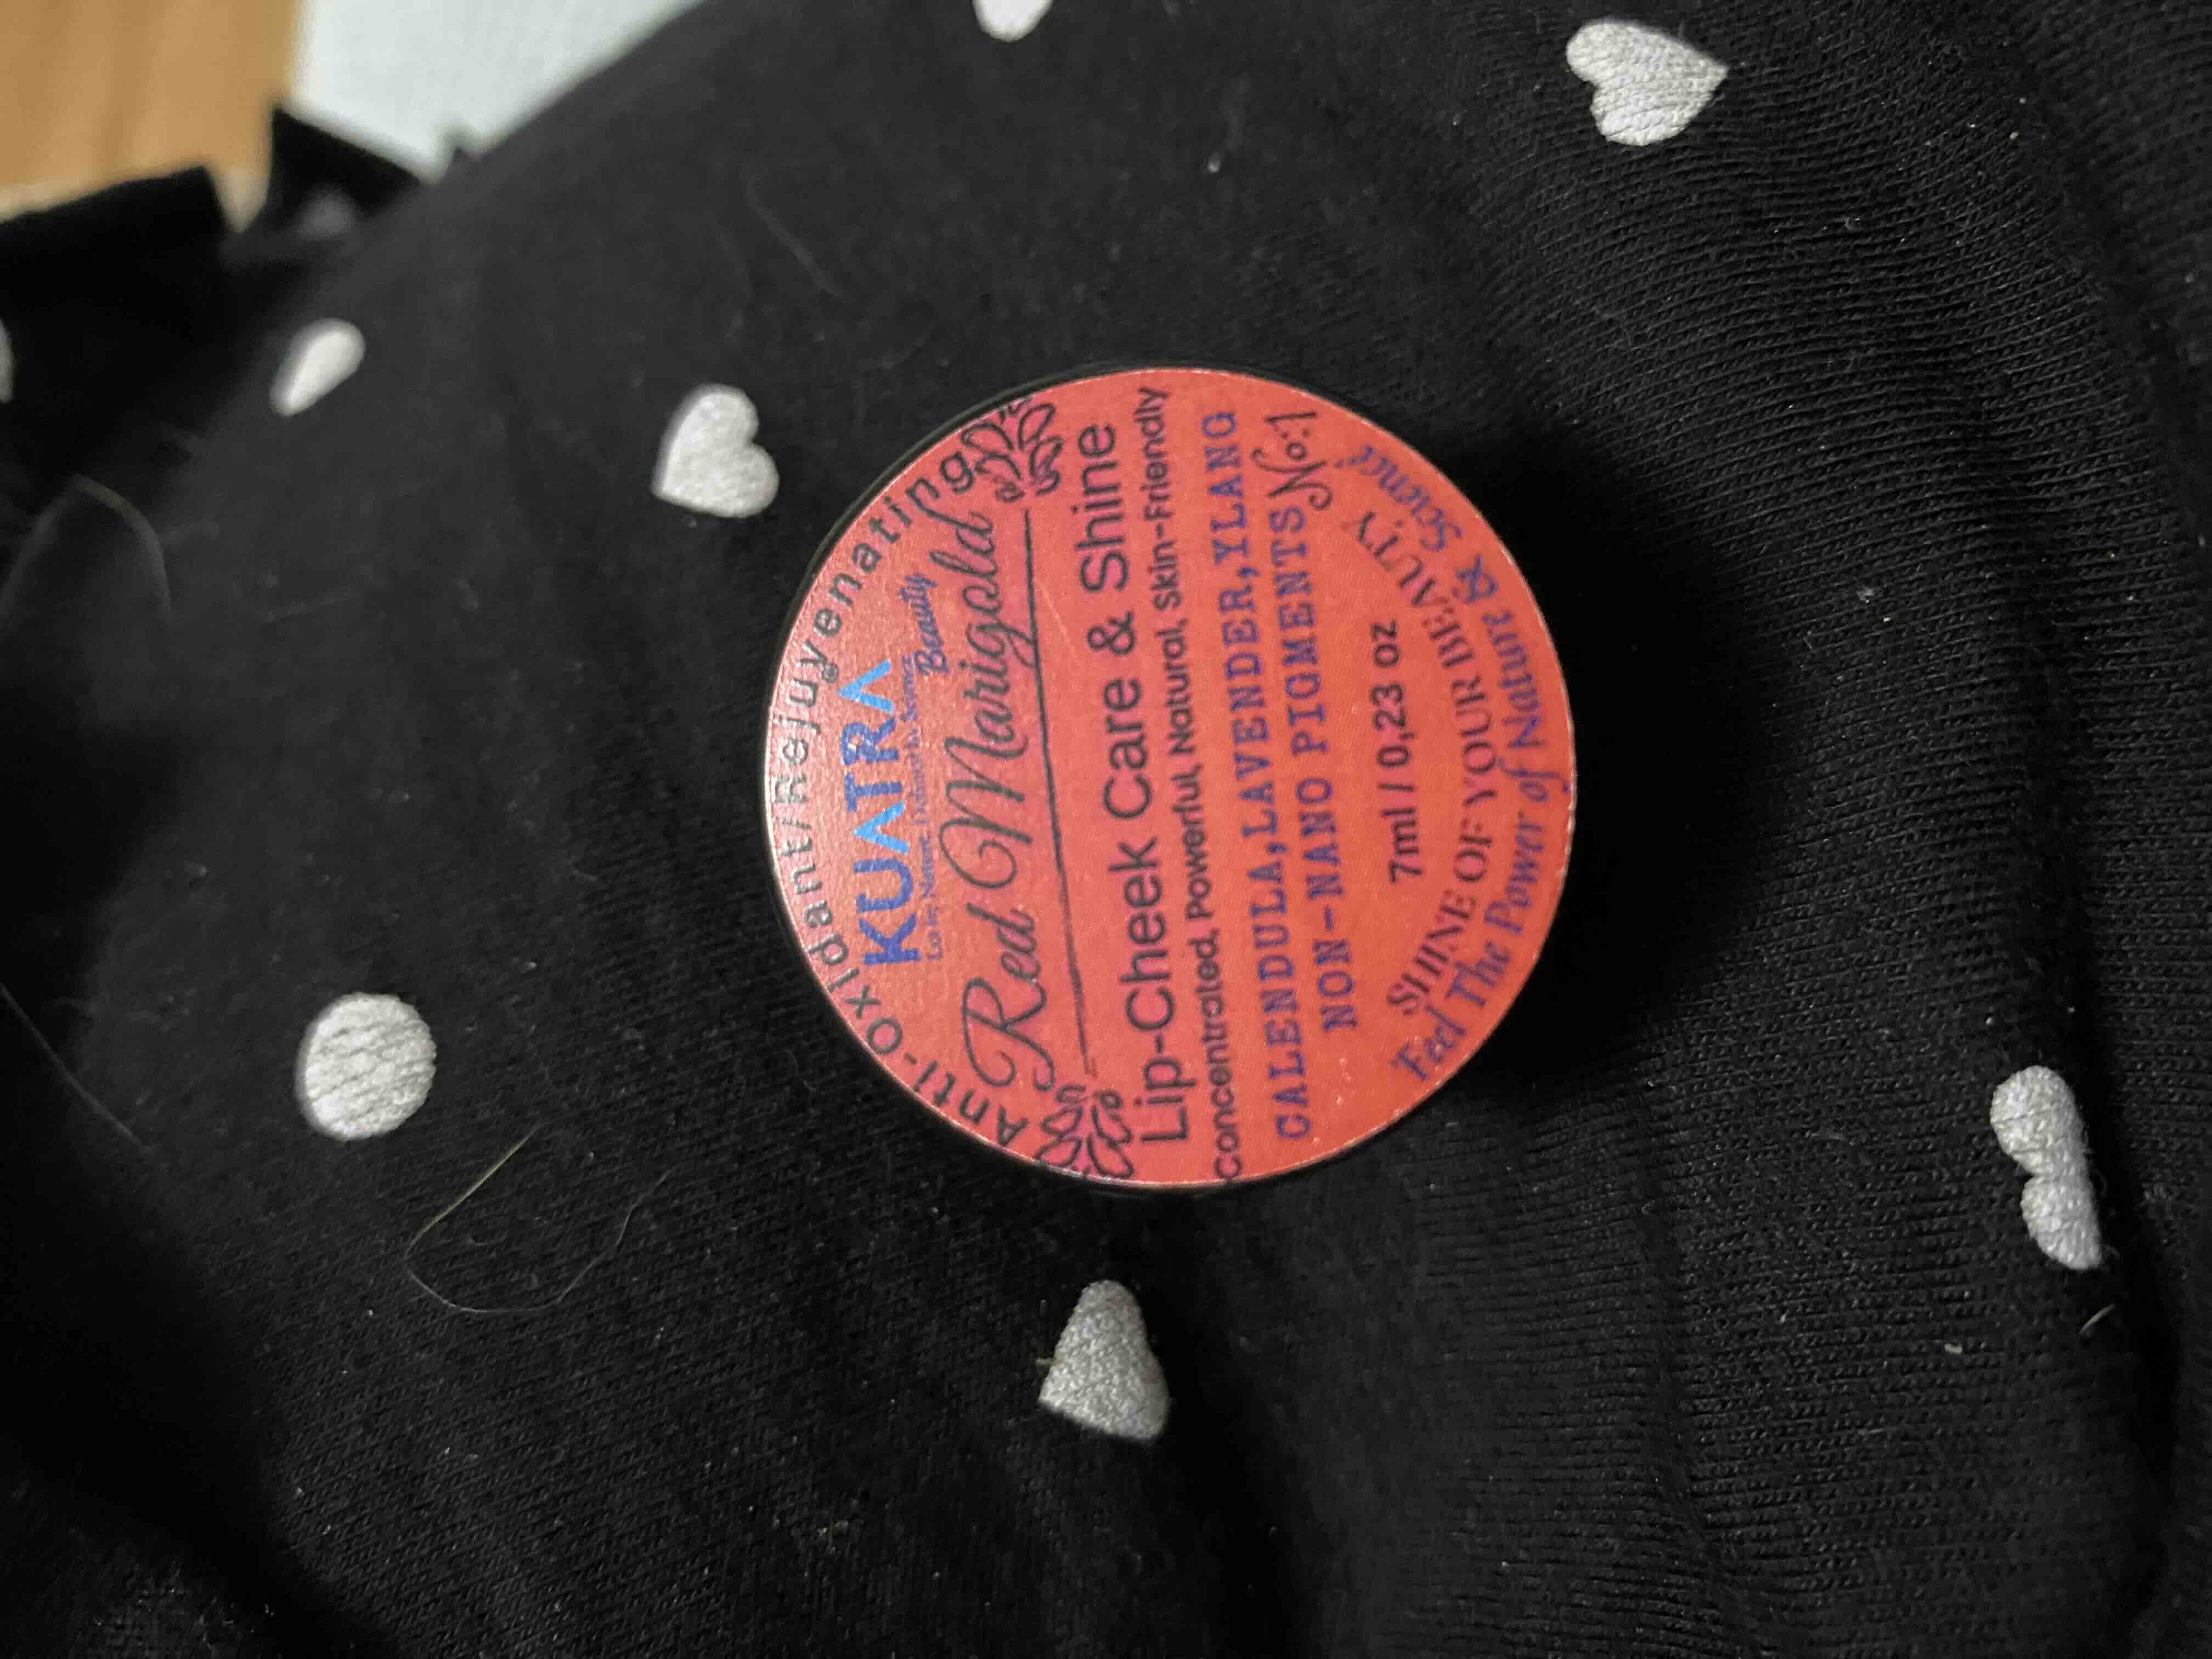 Anti-oxidant/Rejuvenating
KUATRA
Beauty
Red Marigold
Lip-Cheek Care & Shine
Concentrated, Powerful, Natural, Skin-Friendly
CALENDULA,LAVENDER,YLANG
NON-NANO PIGMENTS No:1
7ml / 0,23 oz
SHINE OF YOUR BEAUTY
Feel The Power of Nature & Science